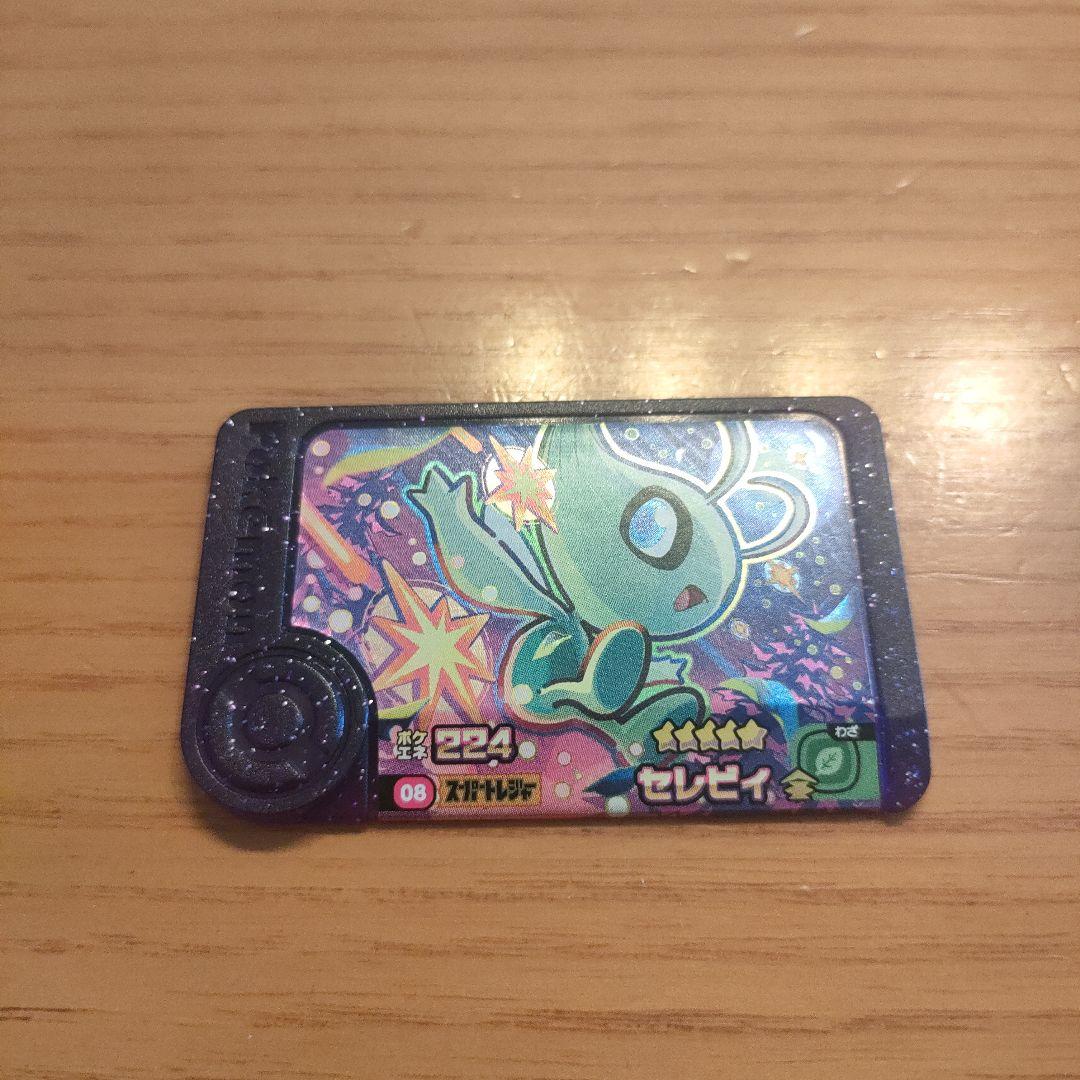 Pokémon
ポケエネ 224
08 スーパートレジャー
セレビィ
わざ